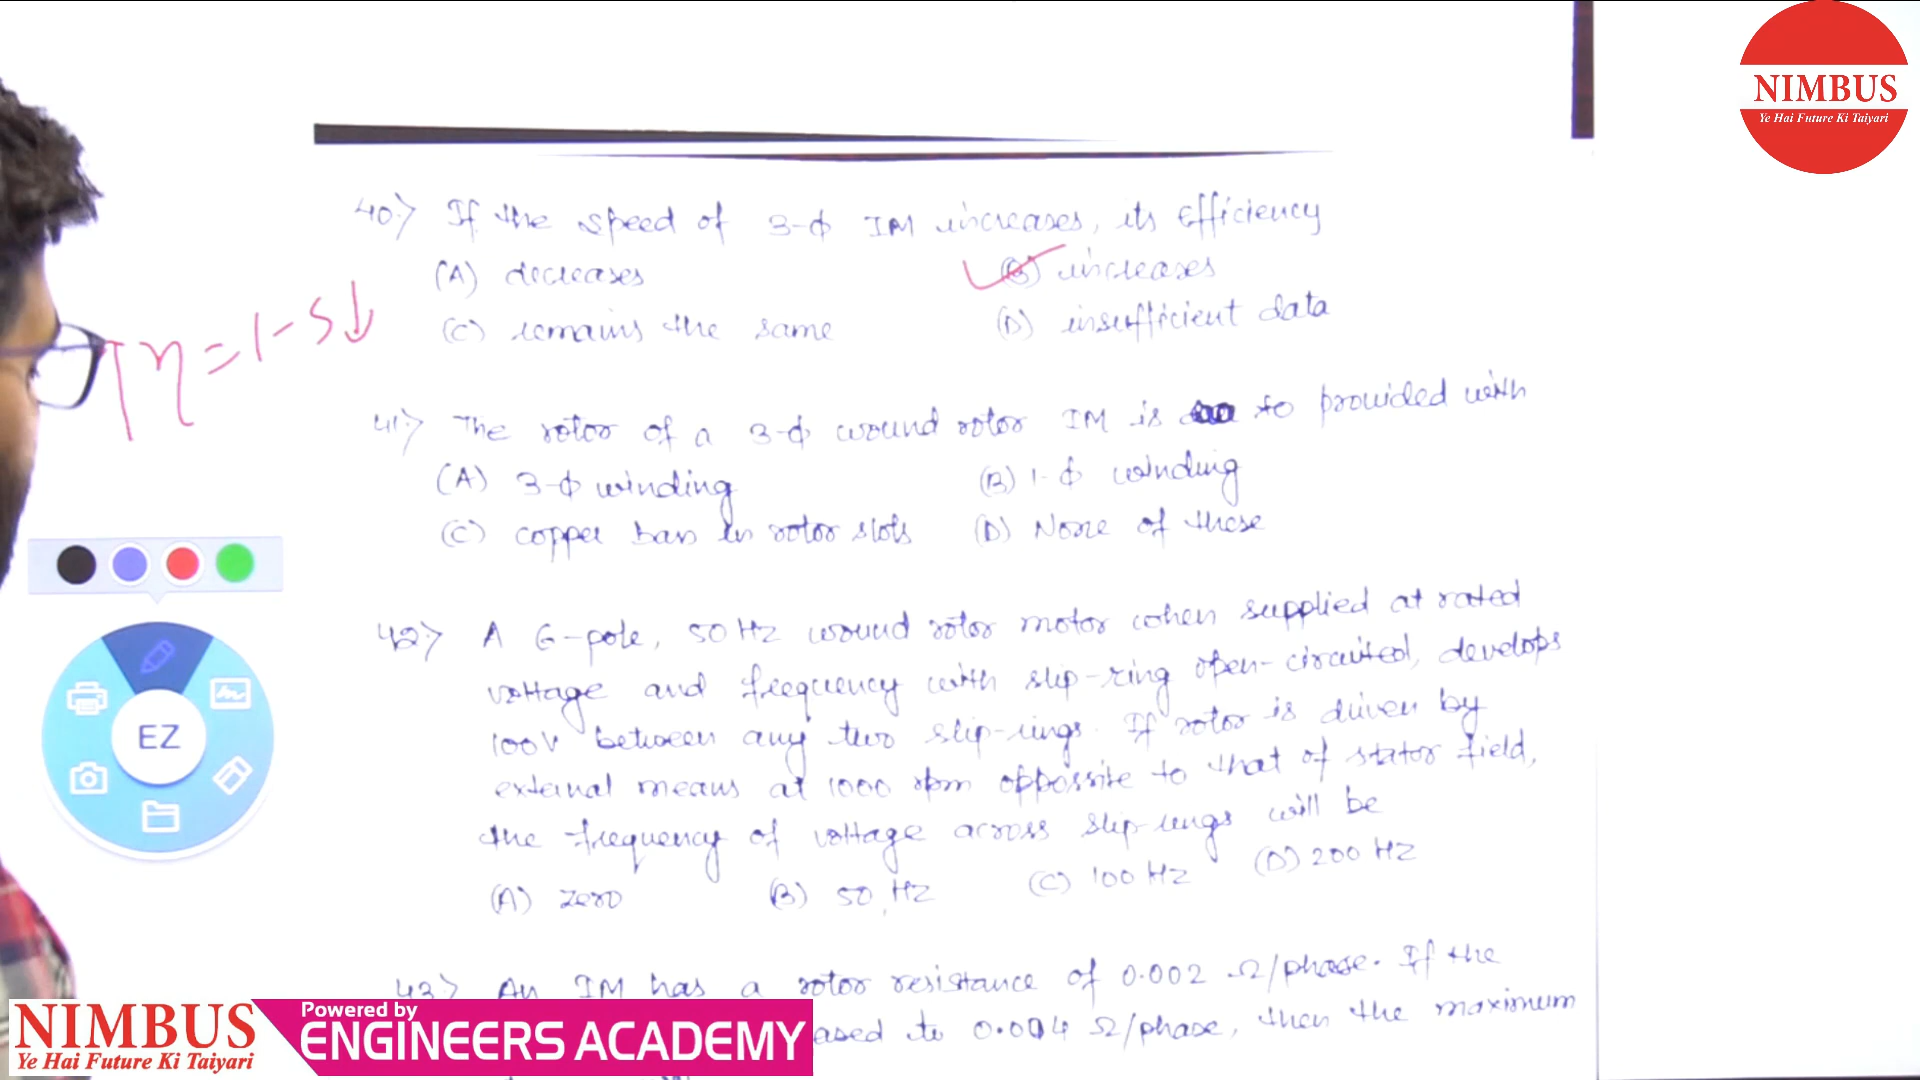 NIMBUS
Ye Hai Future Ki Taiyari
40.> If the speed of 3-ϕ IM increases, its efficiency
(A) decreases (B) increases
(C) remains the same (D) insufficient data
↑ η = 1-s↓
41.> The rotor of a 3-ϕ wound rotor IM is to provided with
(A) 3-ϕ winding (B) 1-ϕ winding
(C) copper bars in rotor slots (D) None of these
42.> A 6-pole, 50 Hz wound rotor motor when supplied at rated
voltage and frequency with slip-ring open-circuited, develops
100V between any two slip-rings. If rotor is driven by
external means at 1000 rpm oppossite to that of stator field,
the frequency of voltage across slip-rings will be
(A) zero (B) 50 Hz (C) 100 Hz (D) 200 Hz
EZ
43> An IM has a rotor resistance of 0.002 Ω/phase. If the
ased to 0.004 Ω/phase, then the maximum
NIMBUS
Ye Hai Future Ki Taiyari
Powered by
ENGINEERS ACADEMY